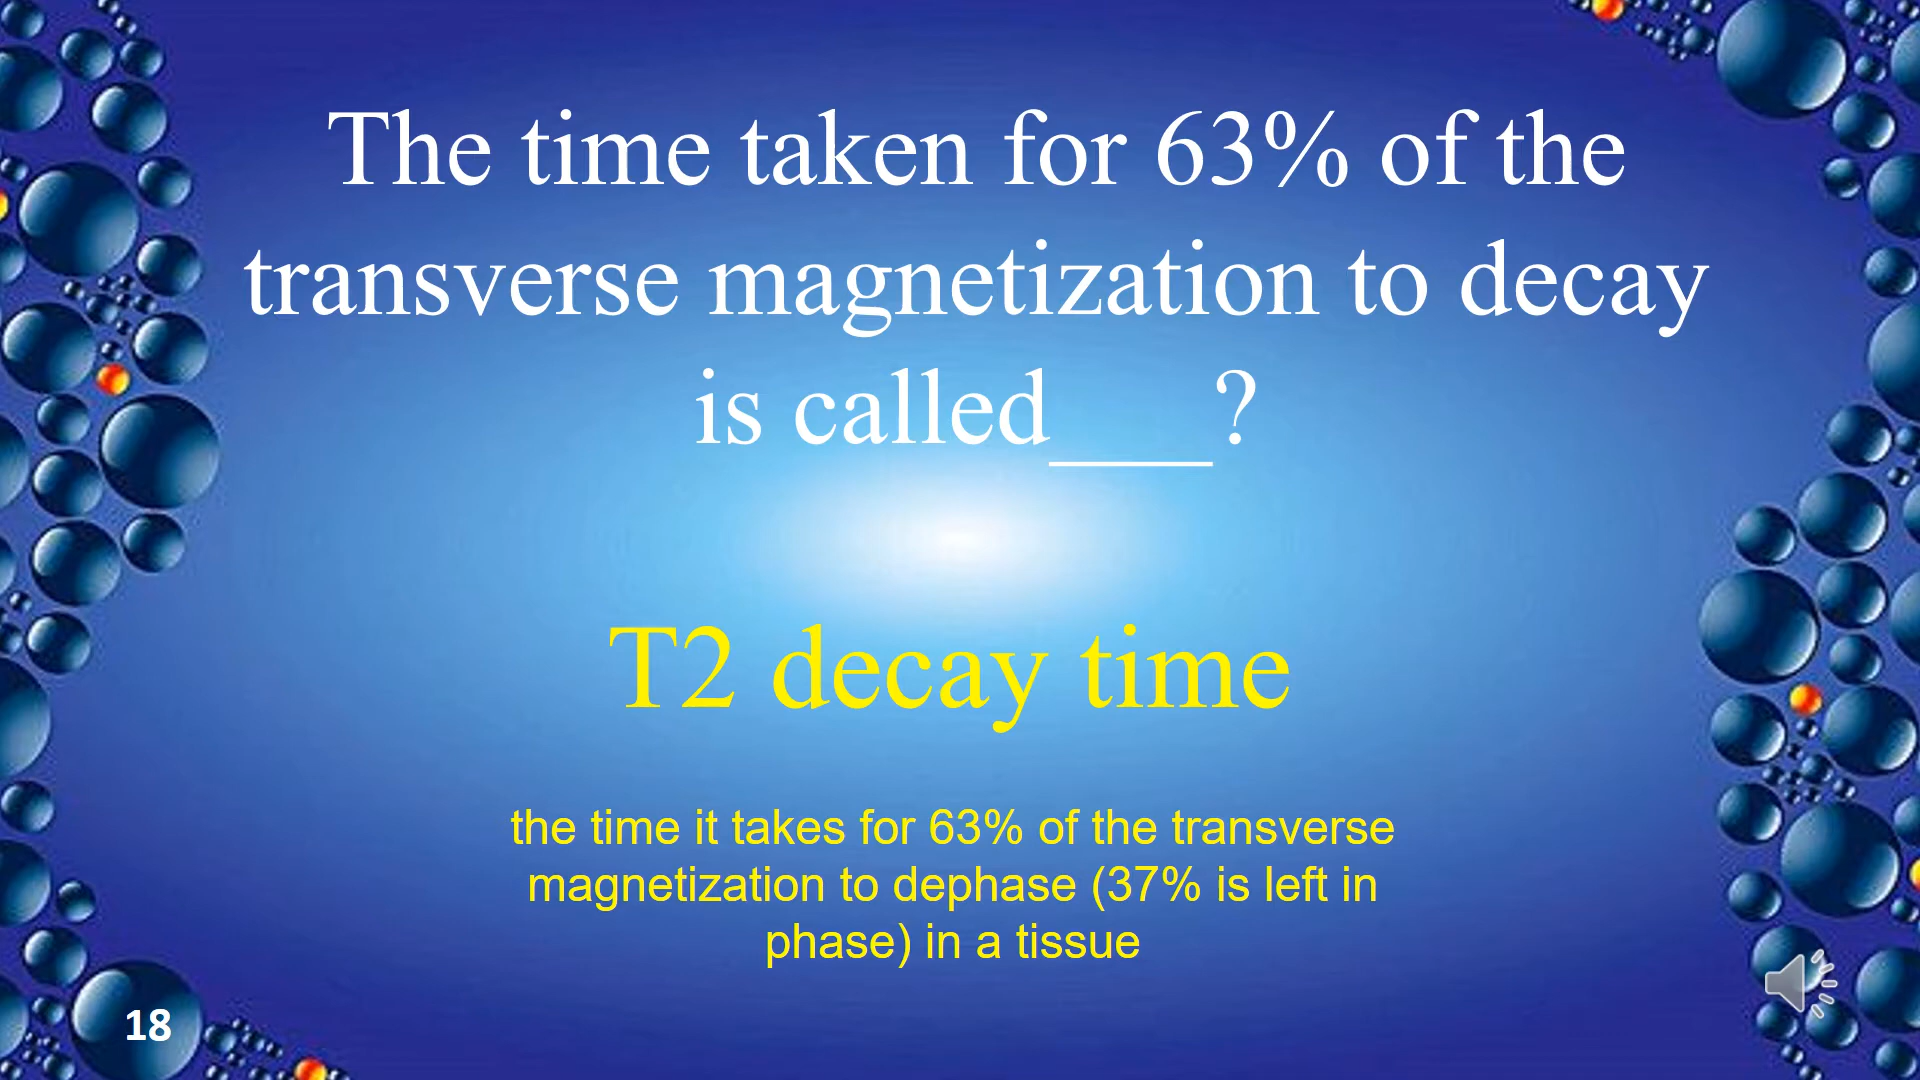 The time taken for 63% of the
transverse magnetization to decay
is called___?
T2 decay time
the time it takes for 63% of the transverse
magnetization to dephase (37% is left in
phase) in a tissue
18